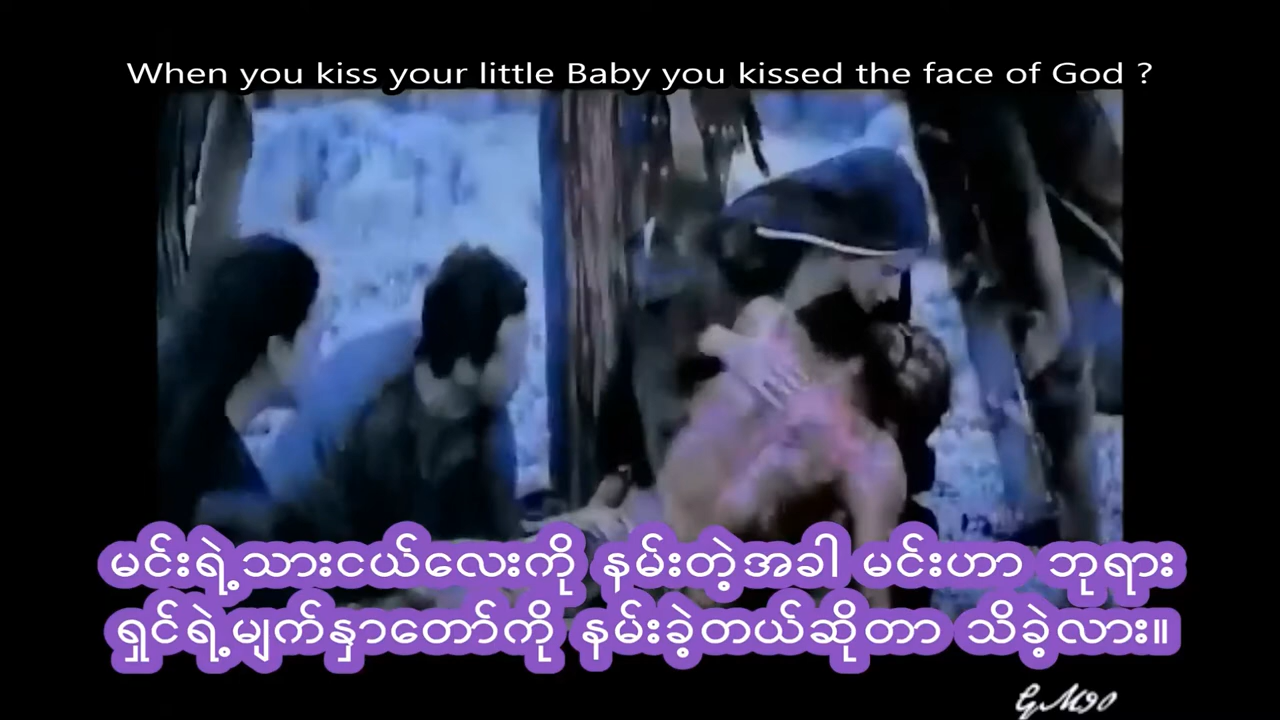 When you kiss your little Baby you kissed the face of God ?
မင်းရဲ့သားငယ်လေးကို နမ်းတဲ့အခါ မင်းဟာ ဘုရား
ရှင်ရဲ့မျက်နှာတော်ကို နမ်းခဲ့တယ်ဆိုတာ သိခဲ့လား။
GM90